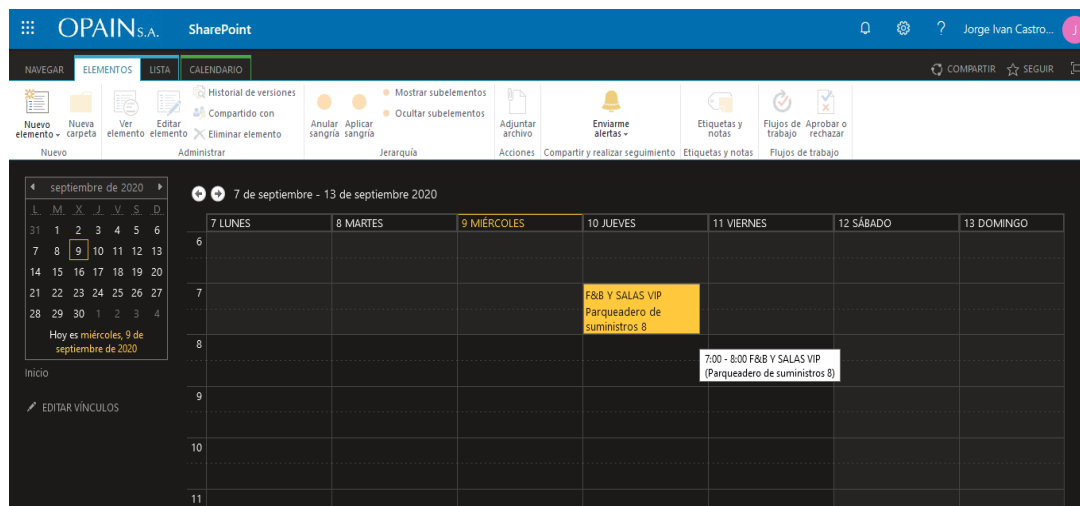 OPAIN S.A. SharePoint Jorge Ivan Castro... J
NAVEGAR ELEMENTOS LISTA CALENDARIO COMPARTIR SEGUIR
Nuevo elemento
Nueva carpeta
Ver elemento
Editar elemento
Historial de versiones
Compartido con
Eliminar elemento
Anular sangría
Aplicar sangría
Mostrar subelementos
Ocultar subelementos
Adjuntar archivo
Enviarme alertas
Etiquetas y notas
Flujos de trabajo
Aprobar o rechazar
Nuevo Administrar Jerarquía Acciones Compartir y realizar seguimiento Etiquetas y notas Flujos de trabajo
septiembre de 2020
L M X J V S D
31 1 2 3 4 5 6
7 8 9 10 11 12 13
14 15 16 17 18 19 20
21 22 23 24 25 26 27
28 29 30 1 2 3 4
Hoy es miércoles, 9 de
septiembre de 2020
Inicio
EDITAR VÍNCULOS
7 de septiembre - 13 de septiembre 2020
7 LUNES 8 MARTES 9 MIÉRCOLES 10 JUEVES 11 VIERNES 12 SÁBADO 13 DOMINGO
6
7
F&B Y SALAS VIP
Parqueadero de
suministros 8
8
7:00 - 8:00 F&B Y SALAS VIP
(Parqueadero de suministros 8)
9
10
11